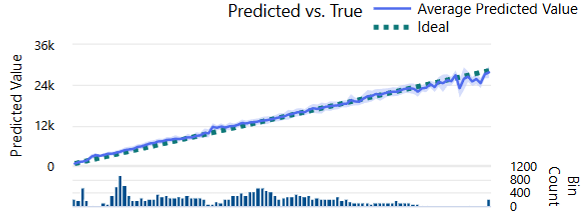 Predicted vs. True
Average Predicted Value
Ideal
Predicted Value
36k
24k
12k
0
1200
800
400
0
Bin
Count